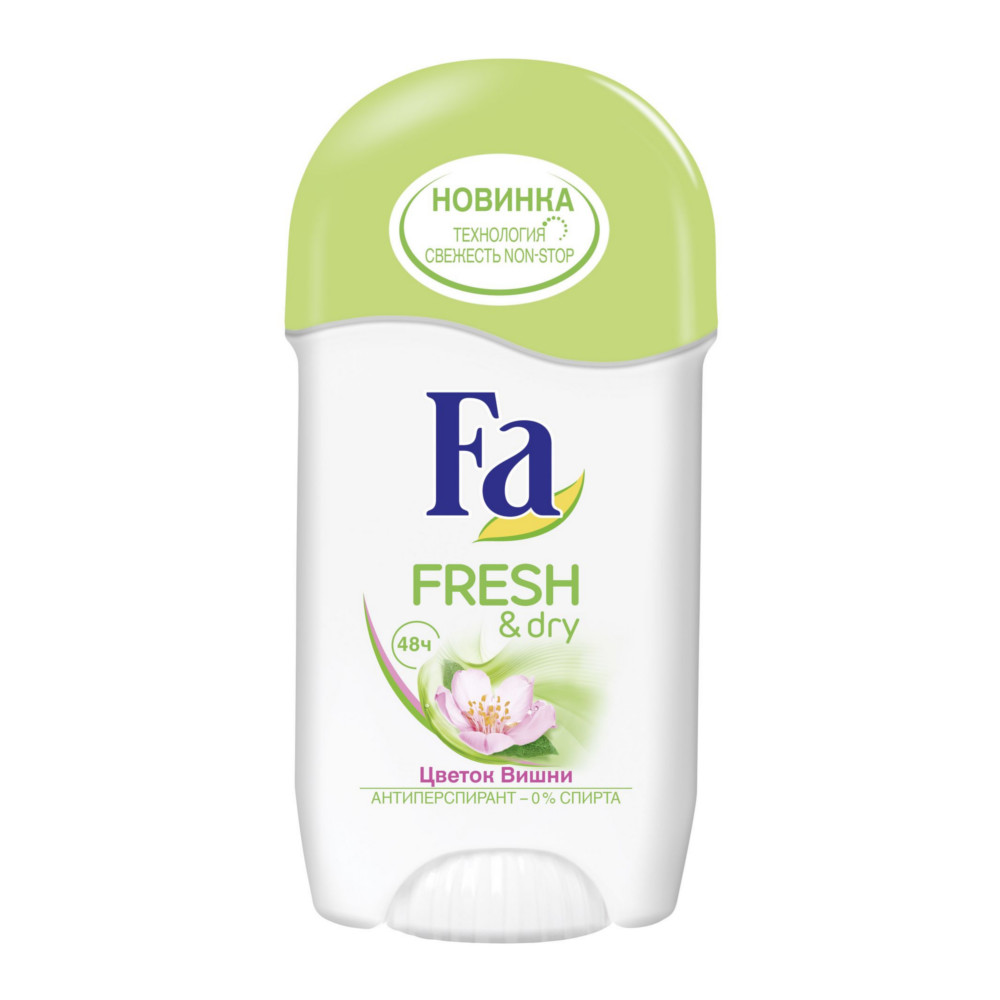 НОВИНКА
ТЕХНОЛОГИЯ
СВЕЖЕСТЬ NON-STOP
Fa
FRESH
& dry
48ч
Цветок Вишни
АНТИПЕРСПИРАНТ – 0% СПИРТА